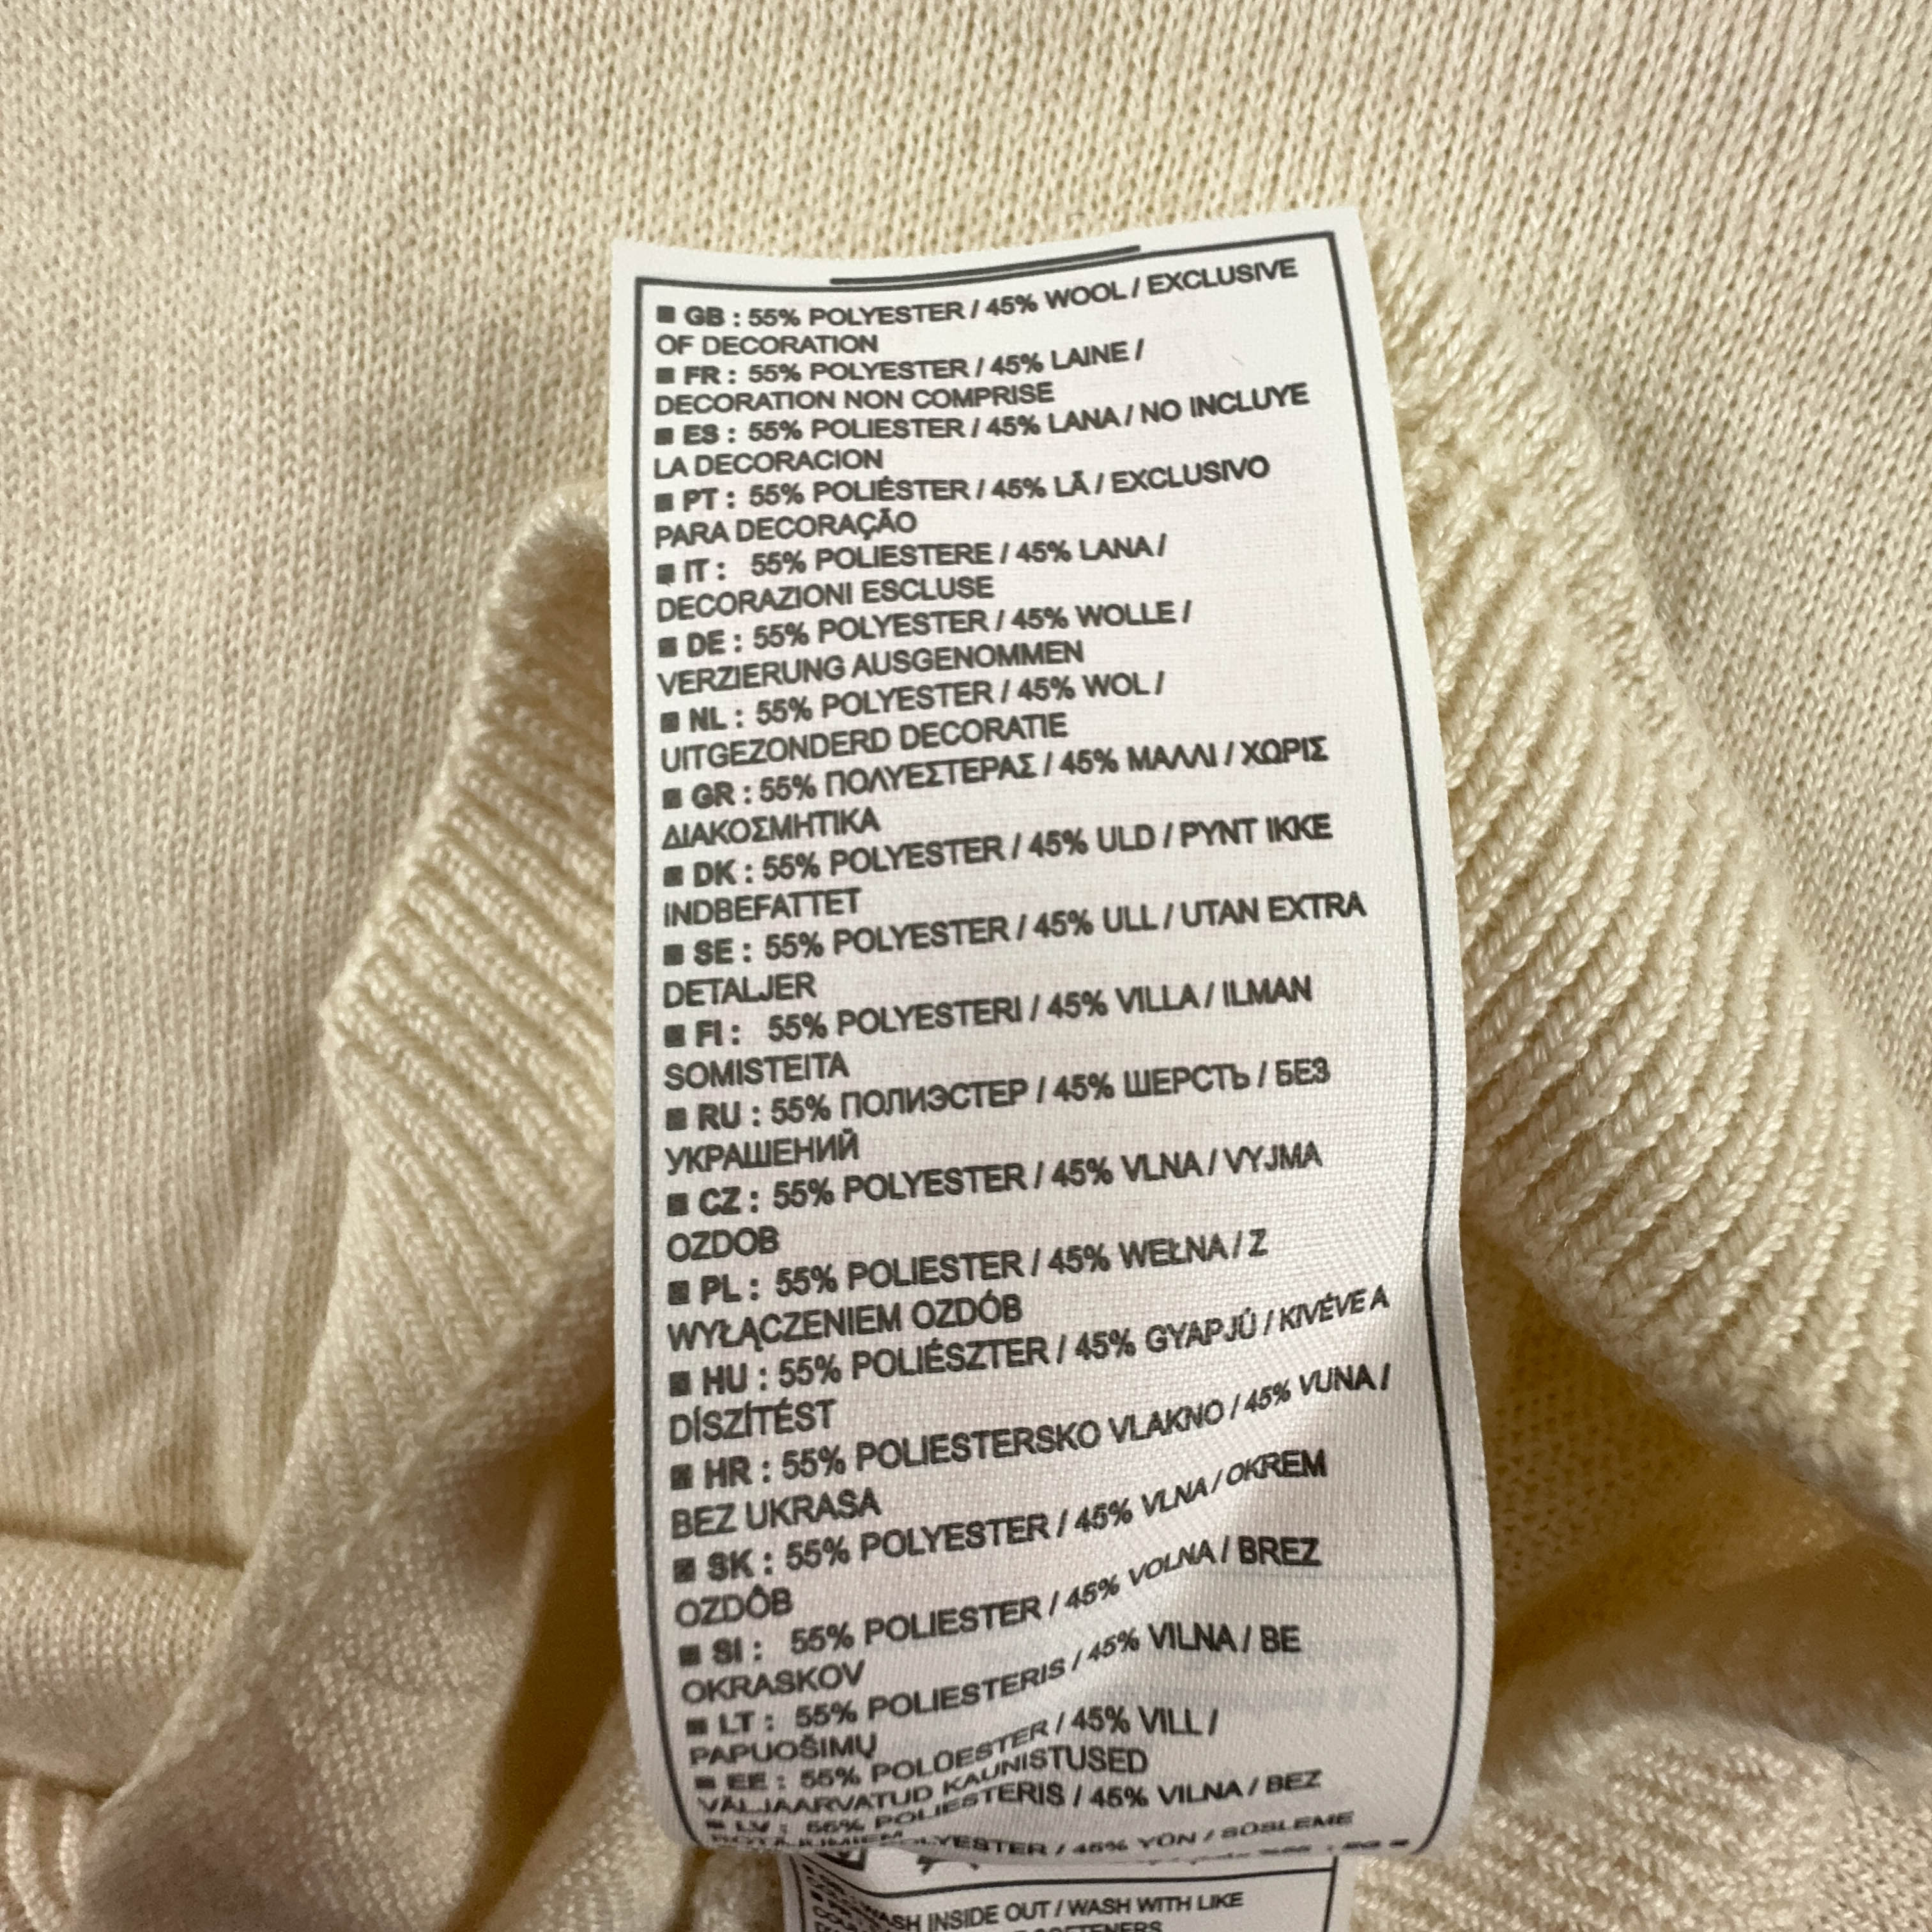 ■ GB : 55% POLYESTER / 45% WOOL / EXCLUSIVE
OF DECORATION
■ FR : 55% POLYESTER / 45% LAINE /
DECORATION NON COMPRISE
■ ES : 55% POLIESTER / 45% LANA / NO INCLUYE
LA DECORACION
■ PT : 55% POLIÉSTER / 45% LÃ / EXCLUSIVO
PARA DECORAÇÃO
■ IT : 55% POLIESTERE / 45% LANA /
DECORAZIONI ESCLUSE
■ DE : 55% POLYESTER / 45% WOLLE /
VERZIERUNG AUSGENOMMEN
■ NL : 55% POLYESTER / 45% WOL /
UITGEZONDERD DECORATIE
■ GR : 55% ΠΟΛΥΕΣΤΕΡΑΣ / 45% ΜΑΛΛΙ / ΧΩΡΙΣ
ΔΙΑΚΟΣΜΗΤΙΚΑ
■ DK : 55% POLYESTER / 45% ULD / PYNT IKKE
INDBEFATTET
■ SE : 55% POLYESTER / 45% ULL / UTAN EXTRA
DETALJER
■ FI : 55% POLYESTERI / 45% VILLA / ILMAN
SOMISTEITA
■ RU : 55% ПОЛИЭСТЕР / 45% ШЕРСТЬ / БЕЗ
УКРАШЕНИЙ
■ CZ : 55% POLYESTER / 45% VLNA / VYJMA
OZDOB
■ PL : 55% POLIESTER / 45% WEŁNA / Z
WYŁĄCZENIEM OZDÓB
■ HU : 55% POLIÉSZTER / 45% GYAPJÚ / KIVÉVE A
DÍSZÍTÉST
■ HR : 55% POLIESTERSKO VLAKNO / 45% VUNA /
BEZ UKRASA
■ SK : 55% POLYESTER / 45% VLNA / OKREM
OZDÔB
■ SI : 55% POLIESTER / 45% VOLNA / BREZ
OKRASKOV
■ LT : 55% POLIESTERIS / 45% VILNA / BE
PAPUOŠIMŲ
■ EE : 55% POLÜESTER / 45% VILL /
VÄLJAARVATUD KAUNISTUSED
■ LV : 55% POLIESTERIS / 45% VILNA / BEZ
ROTĀJUMIEM
/ 45% YÜN / SÜSLEME
INSIDE OUT / WASH WITH LIKE